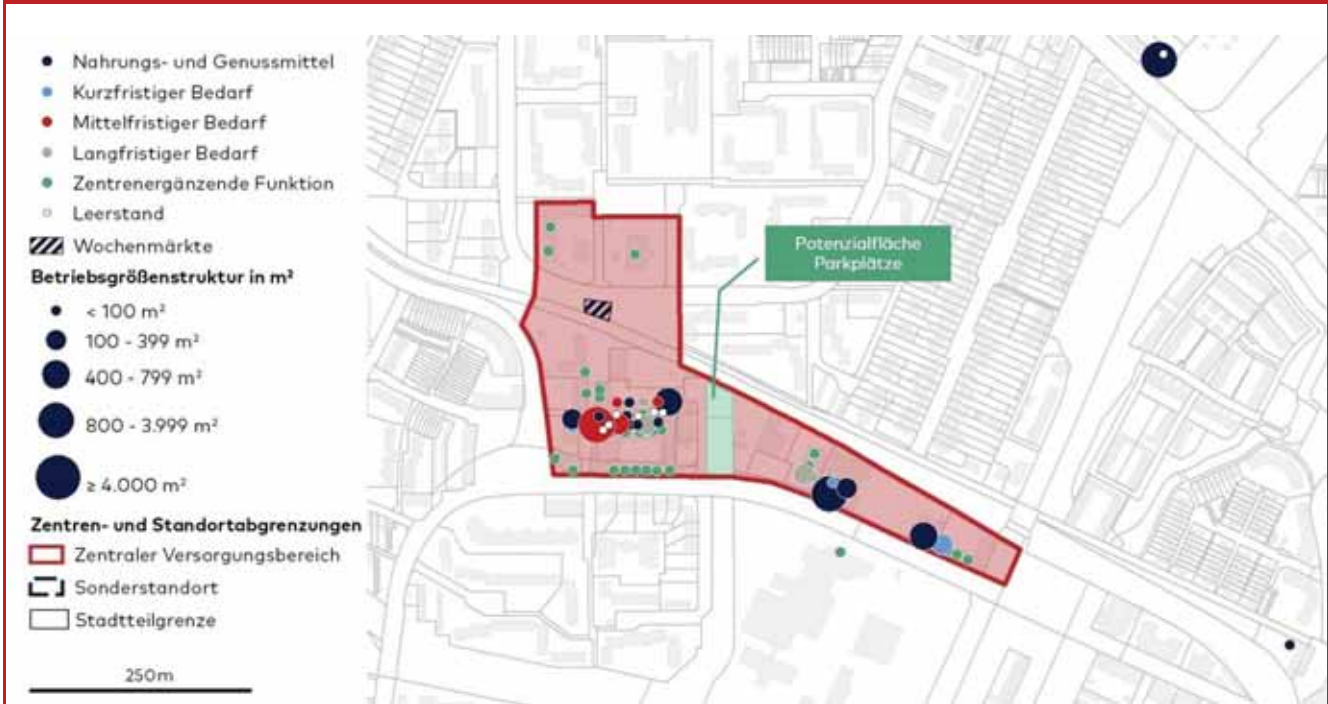 Nahrungs- und Genussmittel
Kurzfristiger Bedarf
Mittelfristiger Bedarf
Langfristiger Bedarf
Zentrenergänzende Funktion
Leerstand
Wochenmärkte
Betriebsgrößenstruktur in m²
< 100 m²
100 - 399 m²
400 - 799 m²
800 - 3.999 m²
≥ 4.000 m²
Zentren- und Standortabgrenzungen
Zentraler Versorgungsbereich
Sonderstandort
Stadtteilgrenze
250m
Potenzialfläche
Parkplätze